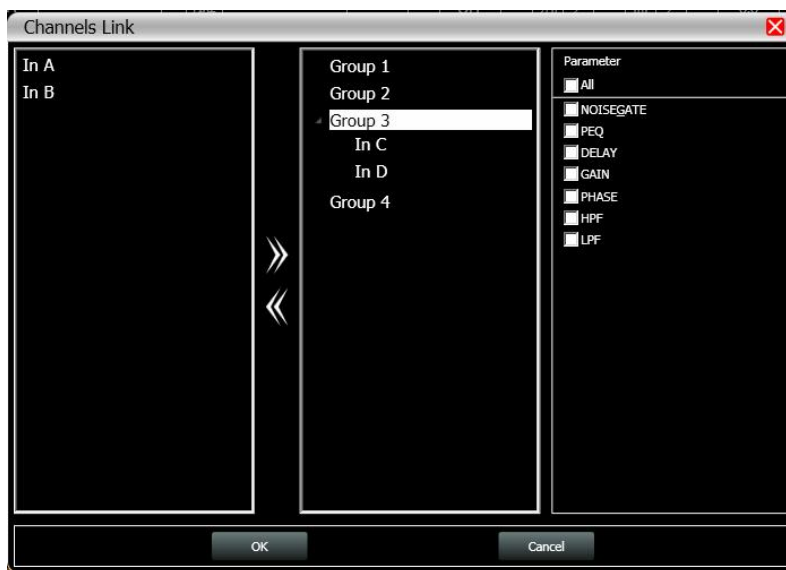 Channels Link
In A
In B
Group 1
Group 2
Group 3
In C
In D
Group 4
Parameter
All
NOISEGATE
PEQ
DELAY
GAIN
PHASE
HPF
LPF
OK
Cancel